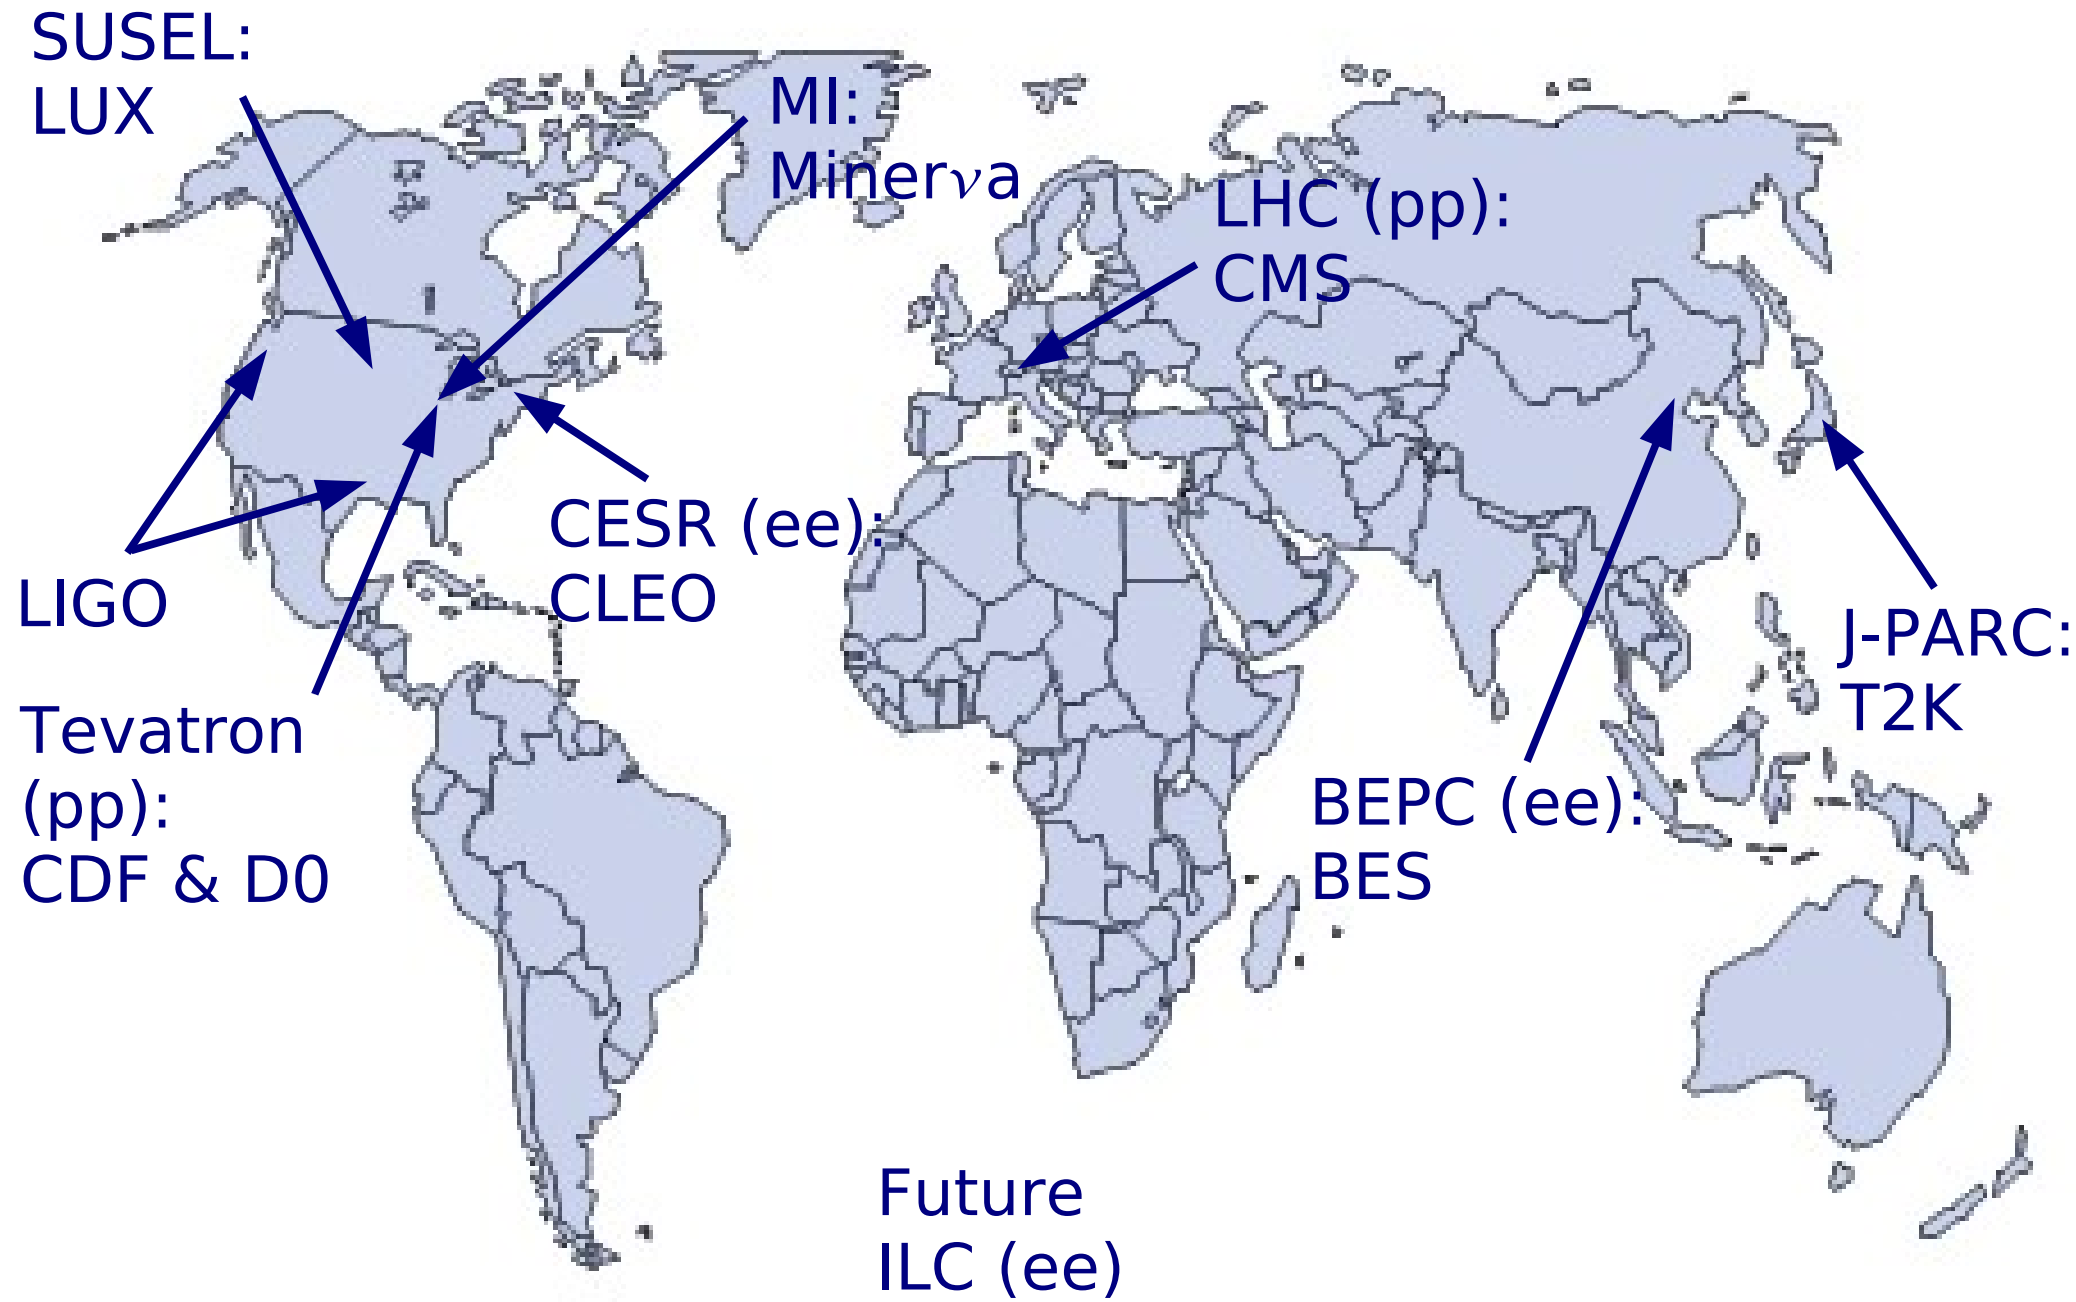 SUSEL:
LUX
MI:
Minerνa
LHC (pp):
CMS
CESR (ee):
CLEO
LIGO
J-PARC:
T2K
Tevatron
(pp):
CDF & D0
BEPC (ee):
BES
Future
ILC (ee)